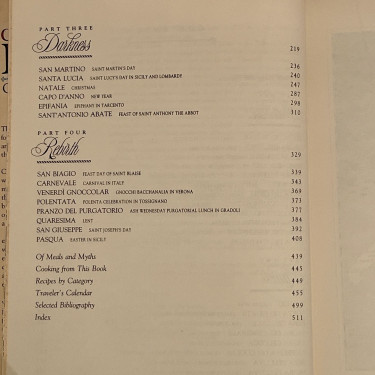 PART THREE
Darkness 219
SAN MARTINO SAINT MARTIN'S DAY 236
SANTA LUCIA SAINT LUCY'S DAY IN SICILY AND LOMBARDY 240
NATALE CHRISTMAS 247
CAPO D'ANNO NEW YEAR 287
EPIFANIA EPIPHANY IN TARCENTO 298
SANT'ANTONIO ABATE FEAST OF SAINT ANTHONY THE ABBOT 310
PART FOUR
Rebirth 329
SAN BIAGIO FEAST DAY OF SAINT BLAISE 339
CARNEVALE CARNIVAL IN ITALY 343
VENERDÌ GNOCCOLAR GNOCCHI BACCHANALIA IN VERONA 369
POLENTATA POLENTA CELEBRATION IN TOSSIGNANO 373
PRANZO DEL PURGATORIO ASH WEDNESDAY PURGATORIAL LUNCH IN GRADOLI 377
QUARESIMA LENT 384
SAN GIUSEPPE SAINT JOSEPH'S DAY 392
PASQUA EASTER IN SICILY 408
Of Meals and Myths 439
Cooking from This Book 445
Recipes by Category 449
Traveler's Calendar 455
Selected Bibliography 499
Index 511